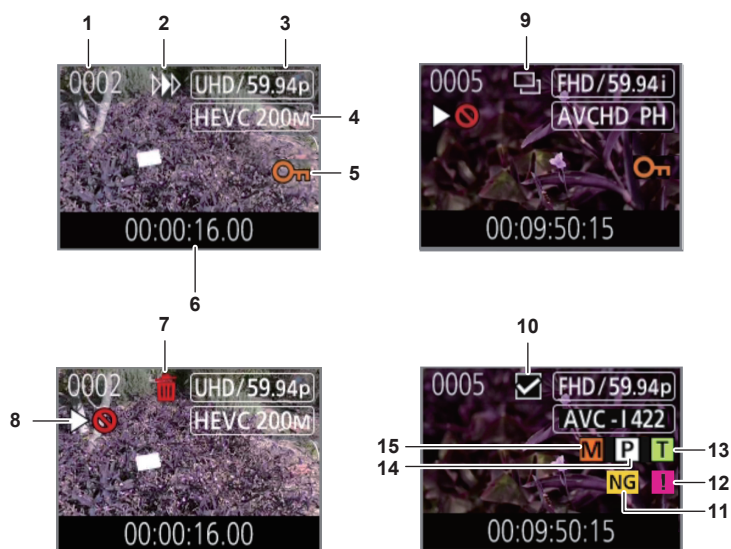 1 2 3
0002 UHD/59.94p
HEVC 200M 4
5
00:00:16.00
6
9
0005 FHD/59.94i
AVCHD PH
00:09:50:15
7
0002 UHD/59.94p
8 HEVC 200M
00:00:16.00
10
0005 FHD/59.94p
AVC-I422
15 M P T 13
14 NG ! 12
11
00:09:50:15